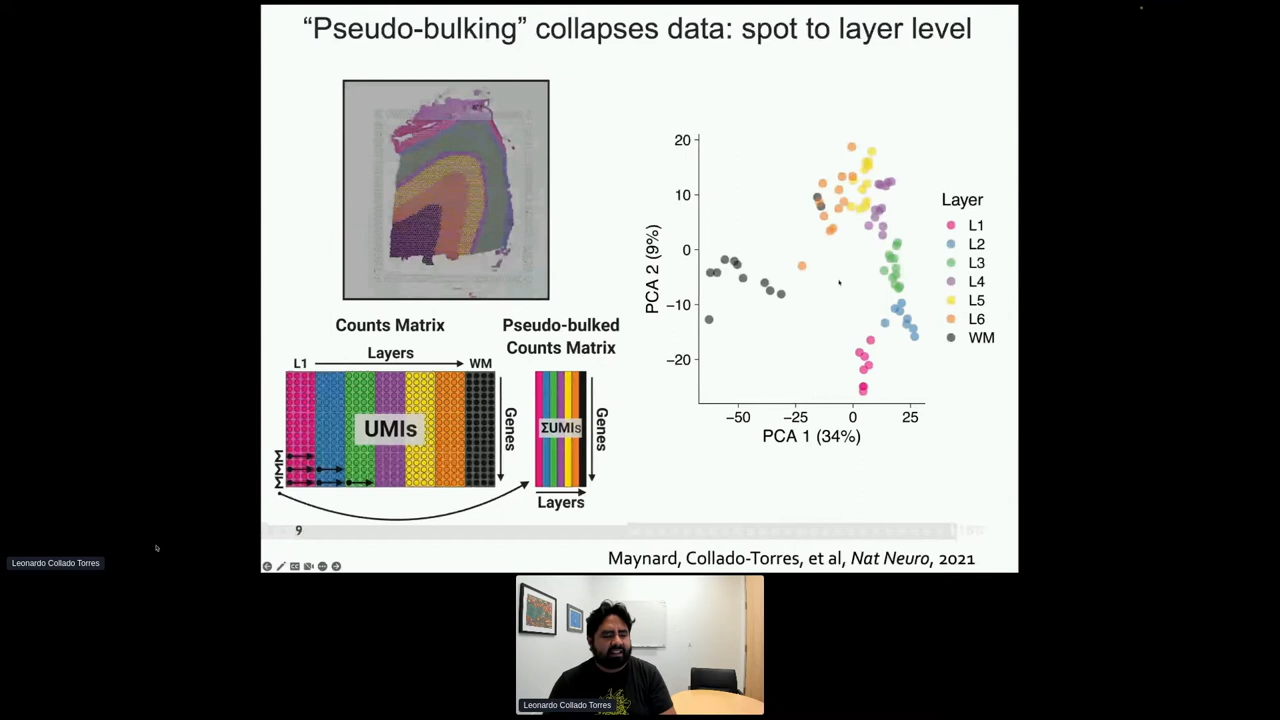 “Pseudo-bulking” collapses data: spot to layer level
Counts Matrix
L1
Layers
WM
UMIs
Genes
Σ
Σ
Σ
Pseudo-bulked
Counts Matrix
ΣUMIs
Genes
Layers
20
10
0
−10
−20
PCA 2 (9%)
−50
−25
0
25
PCA 1 (34%)
Layer
L1
L2
L3
L4
L5
L6
WM
9
Maynard, Collado-Torres, et al, Nat Neuro, 2021
Leonardo Collado Torres
Leonardo Collado Torres